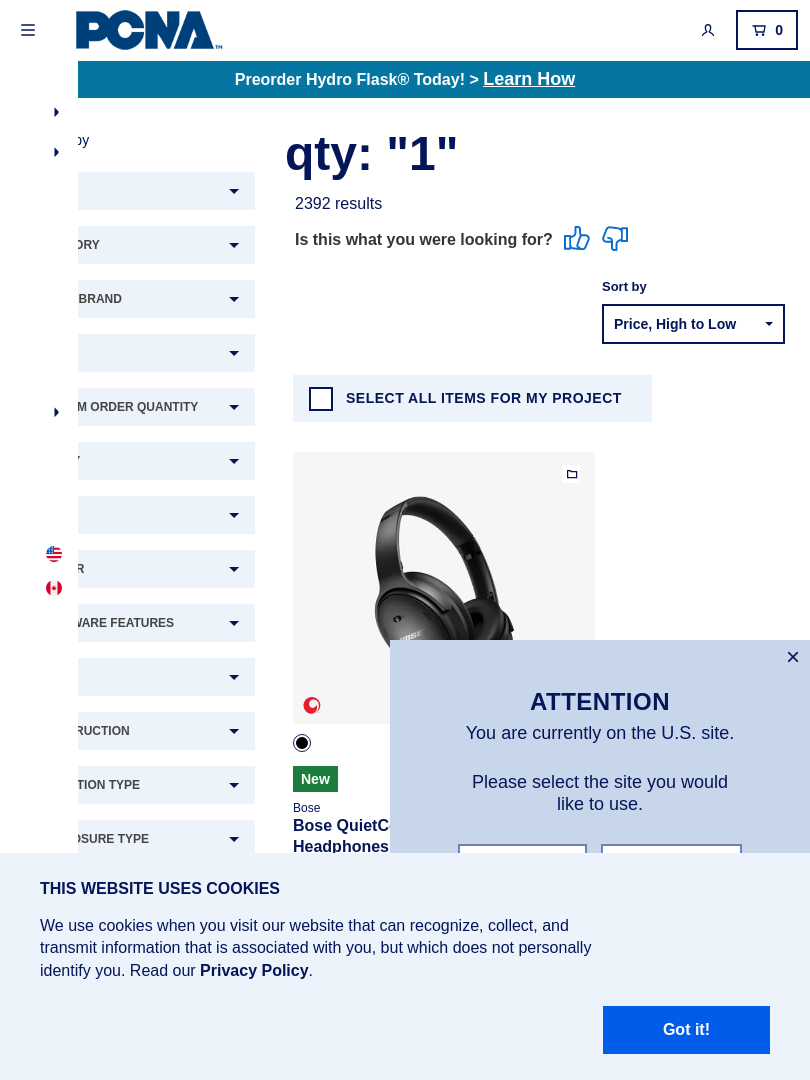 PCNA™
0
Preorder Hydro Flask® Today! > Learn How
by
qty: "1"
2392 results
Is this what you were looking for?
Sort by
Price, High to Low
ORY
BRAND
M ORDER QUANTITY
SELECT ALL ITEMS FOR MY PROJECT
Y
R
WARE FEATURES
RUCTION
TION TYPE
OSURE TYPE
BOSE
New
Bose
Bose QuietC
Headphones
×
ATTENTION
You are currently on the U.S. site.
Please select the site you would
like to use.
THIS WEBSITE USES COOKIES
We use cookies when you visit our website that can recognize, collect, and
transmit information that is associated with you, but which does not personally
identify you. Read our Privacy Policy.
Got it!